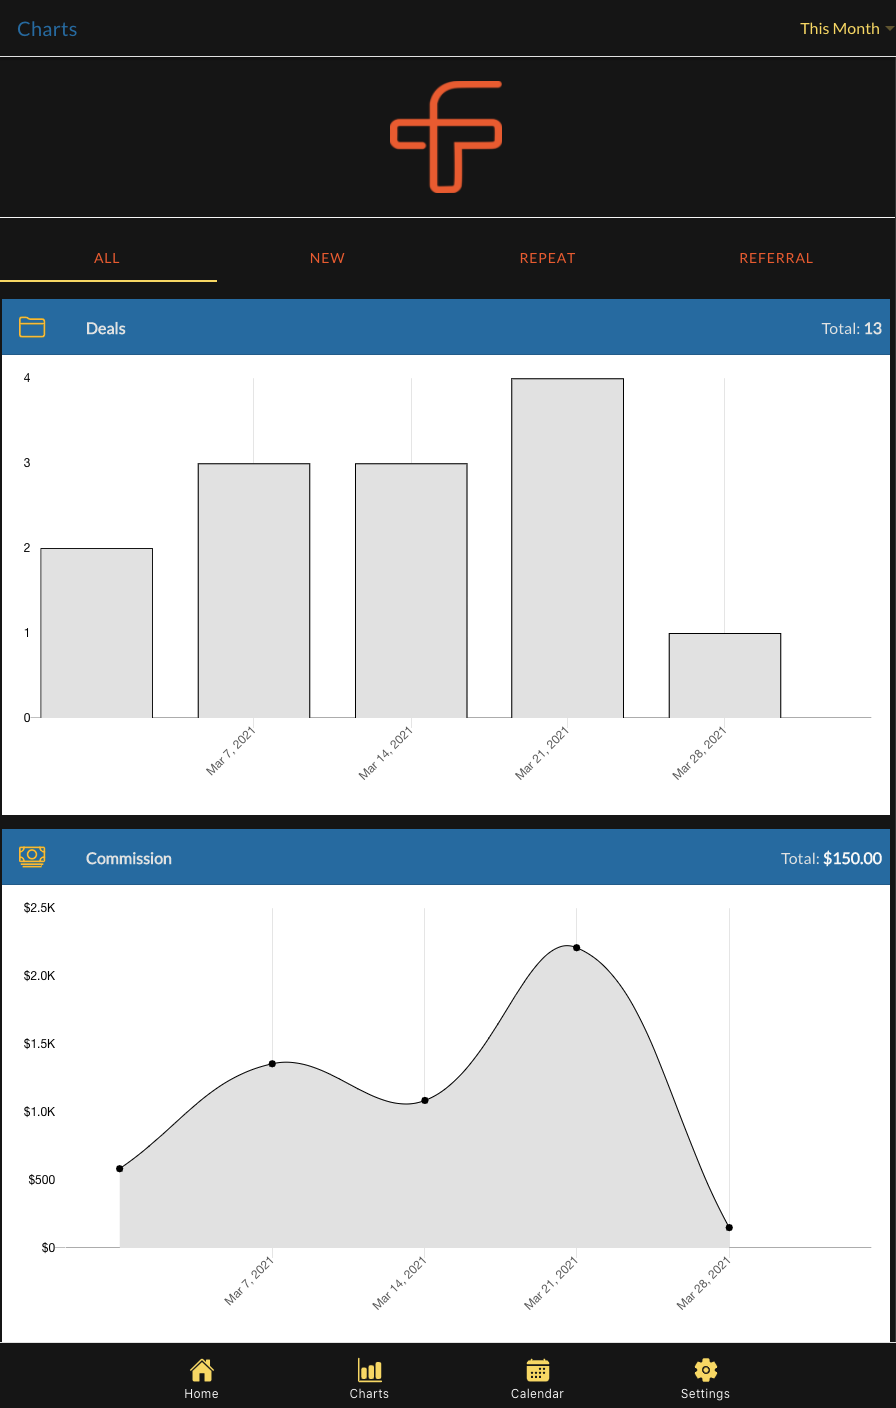 Charts
This Month
ALL NEW REPEAT REFERRAL
Deals
Total: 13
4
3
2
1
0
Mar 7, 2021
Mar 14, 2021
Mar 21, 2021
Mar 28, 2021
Commission
Total: $150.00
$2.5K
$2.0K
$1.5K
$1.0K
$500
$0
Mar 7, 2021
Mar 14, 2021
Mar 21, 2021
Mar 28, 2021
Home Charts Calendar Settings